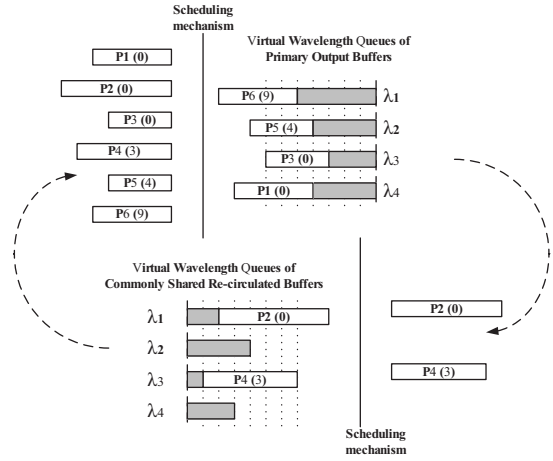 Scheduling
mechanism
Virtual Wavelength Queues of
Primary Output Buffers
P1 (0)
P2 (0)
P3 (0)
P4 (3)
P5 (4)
P6 (9)
P6 (9) λ1
P5 (4) λ2
P3 (0) λ3
P1 (0) λ4
Virtual Wavelength Queues of
Commonly Shared Re-circulated Buffers
λ1 P2 (0)
λ2
λ3 P4 (3)
λ4
P2 (0)
P4 (3)
Scheduling
mechanism